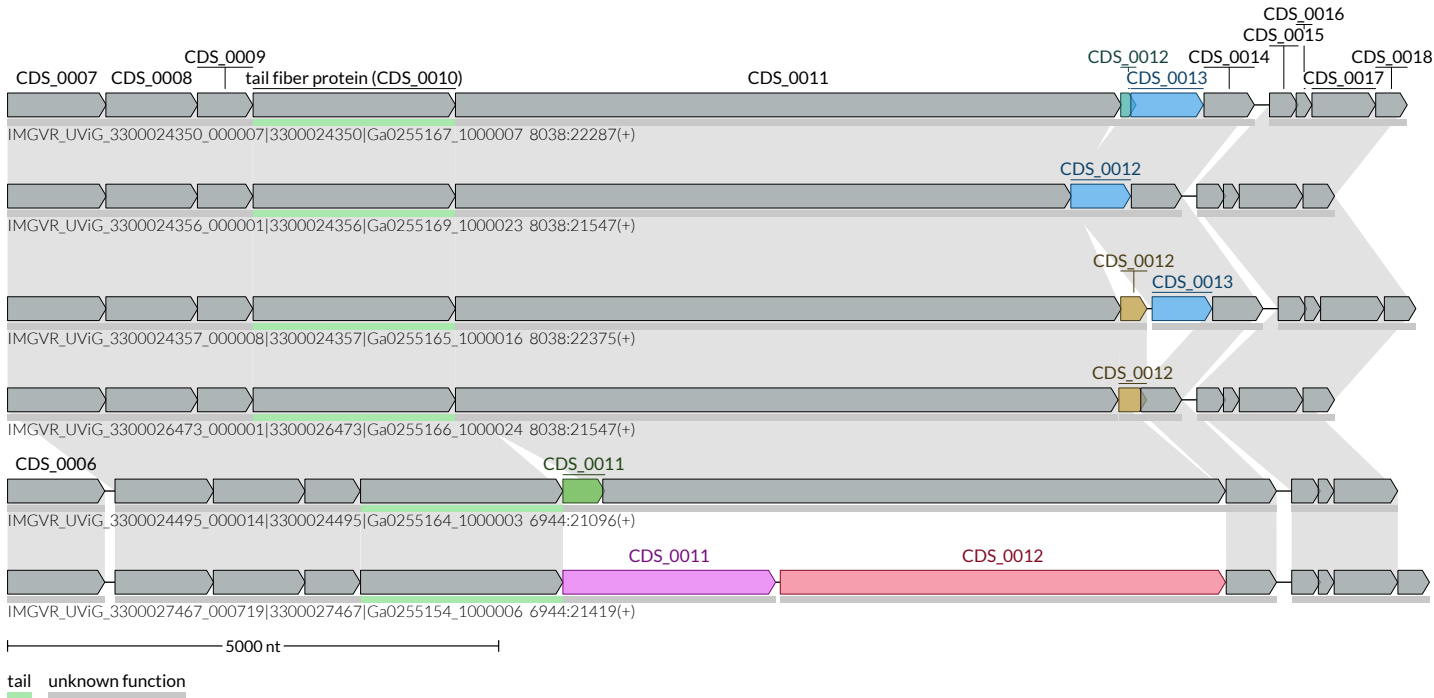 CDS_0016
CDS_0015
CDS_0009 CDS_0012 CDS_0014 CDS_0018
CDS_0007 CDS_0008 tail fiber protein (CDS_0010) CDS_0011 CDS_0013 CDS_0017
IMGVR_UViG_3300024350_000007|3300024350|Ga0255167_1000007 8038:22287(+)
CDS_0012
IMGVR_UViG_3300024356_000001|3300024356|Ga0255169_1000023 8038:21547(+)
CDS_0012
CDS_0013
IMGVR_UViG_3300024357_000008|3300024357|Ga0255165_1000016 8038:22375(+)
CDS_0012
IMGVR_UViG_3300026473_000001|3300026473|Ga0255166_1000024 8038:21547(+)
CDS_0006 CDS_0011
IMGVR_UViG_3300024495_000014|3300024495|Ga0255164_1000003 6944:21096(+)
CDS_0011 CDS_0012
IMGVR_UViG_3300027467_000719|3300027467|Ga0255154_1000006 6944:21419(+)
5000 nt
tail unknown function